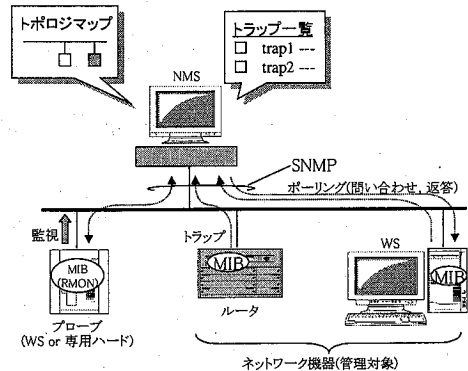 トポロジマップ
トラップ一覧
trap1 ---
trap2 ---
NMS
SNMP
ポーリング(問い合わせ, 返答)
監視
トラップ
WS
MIB
(RMON)
MIB
MIB
プローブ
(WS or 専用ハード)
ルータ
ネットワーク機器(管理対象)